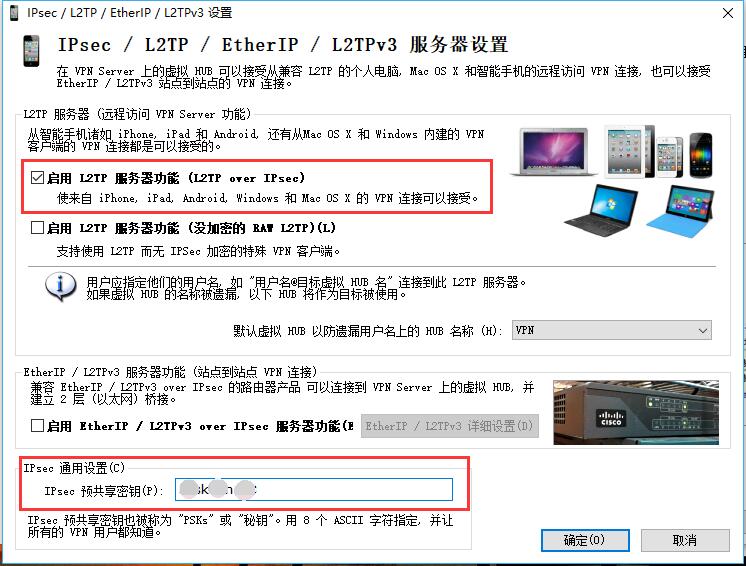 IPsec / L2TP / EtherIP / L2TPv3 设置
IPsec / L2TP / EtherIP / L2TPv3 服务器设置
在 VPN Server 上的虚拟 HUB 可以接受从兼容 L2TP 的个人电脑, Mac OS X 和智能手机的远程访问 VPN 连接, 也可以接受
EtherIP / L2TPv3 站点到站点的 VPN 连接。
L2TP 服务器 (远程访问 VPN Server 功能)
从智能手机诸如 iPhone, iPad 和 Android, 还有从Mac OS X 和 Windows 内建的 VPN
客户端的 VPN 连接都是可以接受的。
启用 L2TP 服务器功能 (L2TP over IPsec)
使来自 iPhone, iPad, Android, Windows 和 Mac OS X 的 VPN 连接可以接受。
启用 L2TP 服务器功能 (没加密的 RAW L2TP)(L)
支持使用 L2TP 而无 IPSec 加密的特殊 VPN 客户端。
用户应指定他们的用户名, 如 "用户名@目标虚拟 HUB 名" 连接到此 L2TP 服务器。
如果虚拟 HUB 的名称被遗漏, 以下 HUB 将作为目标被使用。
默认虚拟 HUB 以防遗漏用户名上的 HUB 名称 (H):
VPN
EtherIP / L2TPv3 服务器功能 (站点到站点 VPN 连接)
兼容 EtherIP / L2TPv3 over IPsec 的路由器产品 可以连接到 VPN Server 上的虚拟 HUB, 并
建立 2 层 (以太网) 桥接。
启用 EtherIP / L2TPv3 over IPsec 服务器功能(E
EtherIP / L2TPv3 详细设置(D)
CISCO
IPsec 通用设置(C)
IPsec 预共享密钥(P):
IPsec 预共享密钥也被称为 "PSKs" 或 "秘钥"。用 8 个 ASCII 字符指定, 并让
所有的 VPN 用户都知道。
确定(O)
取消